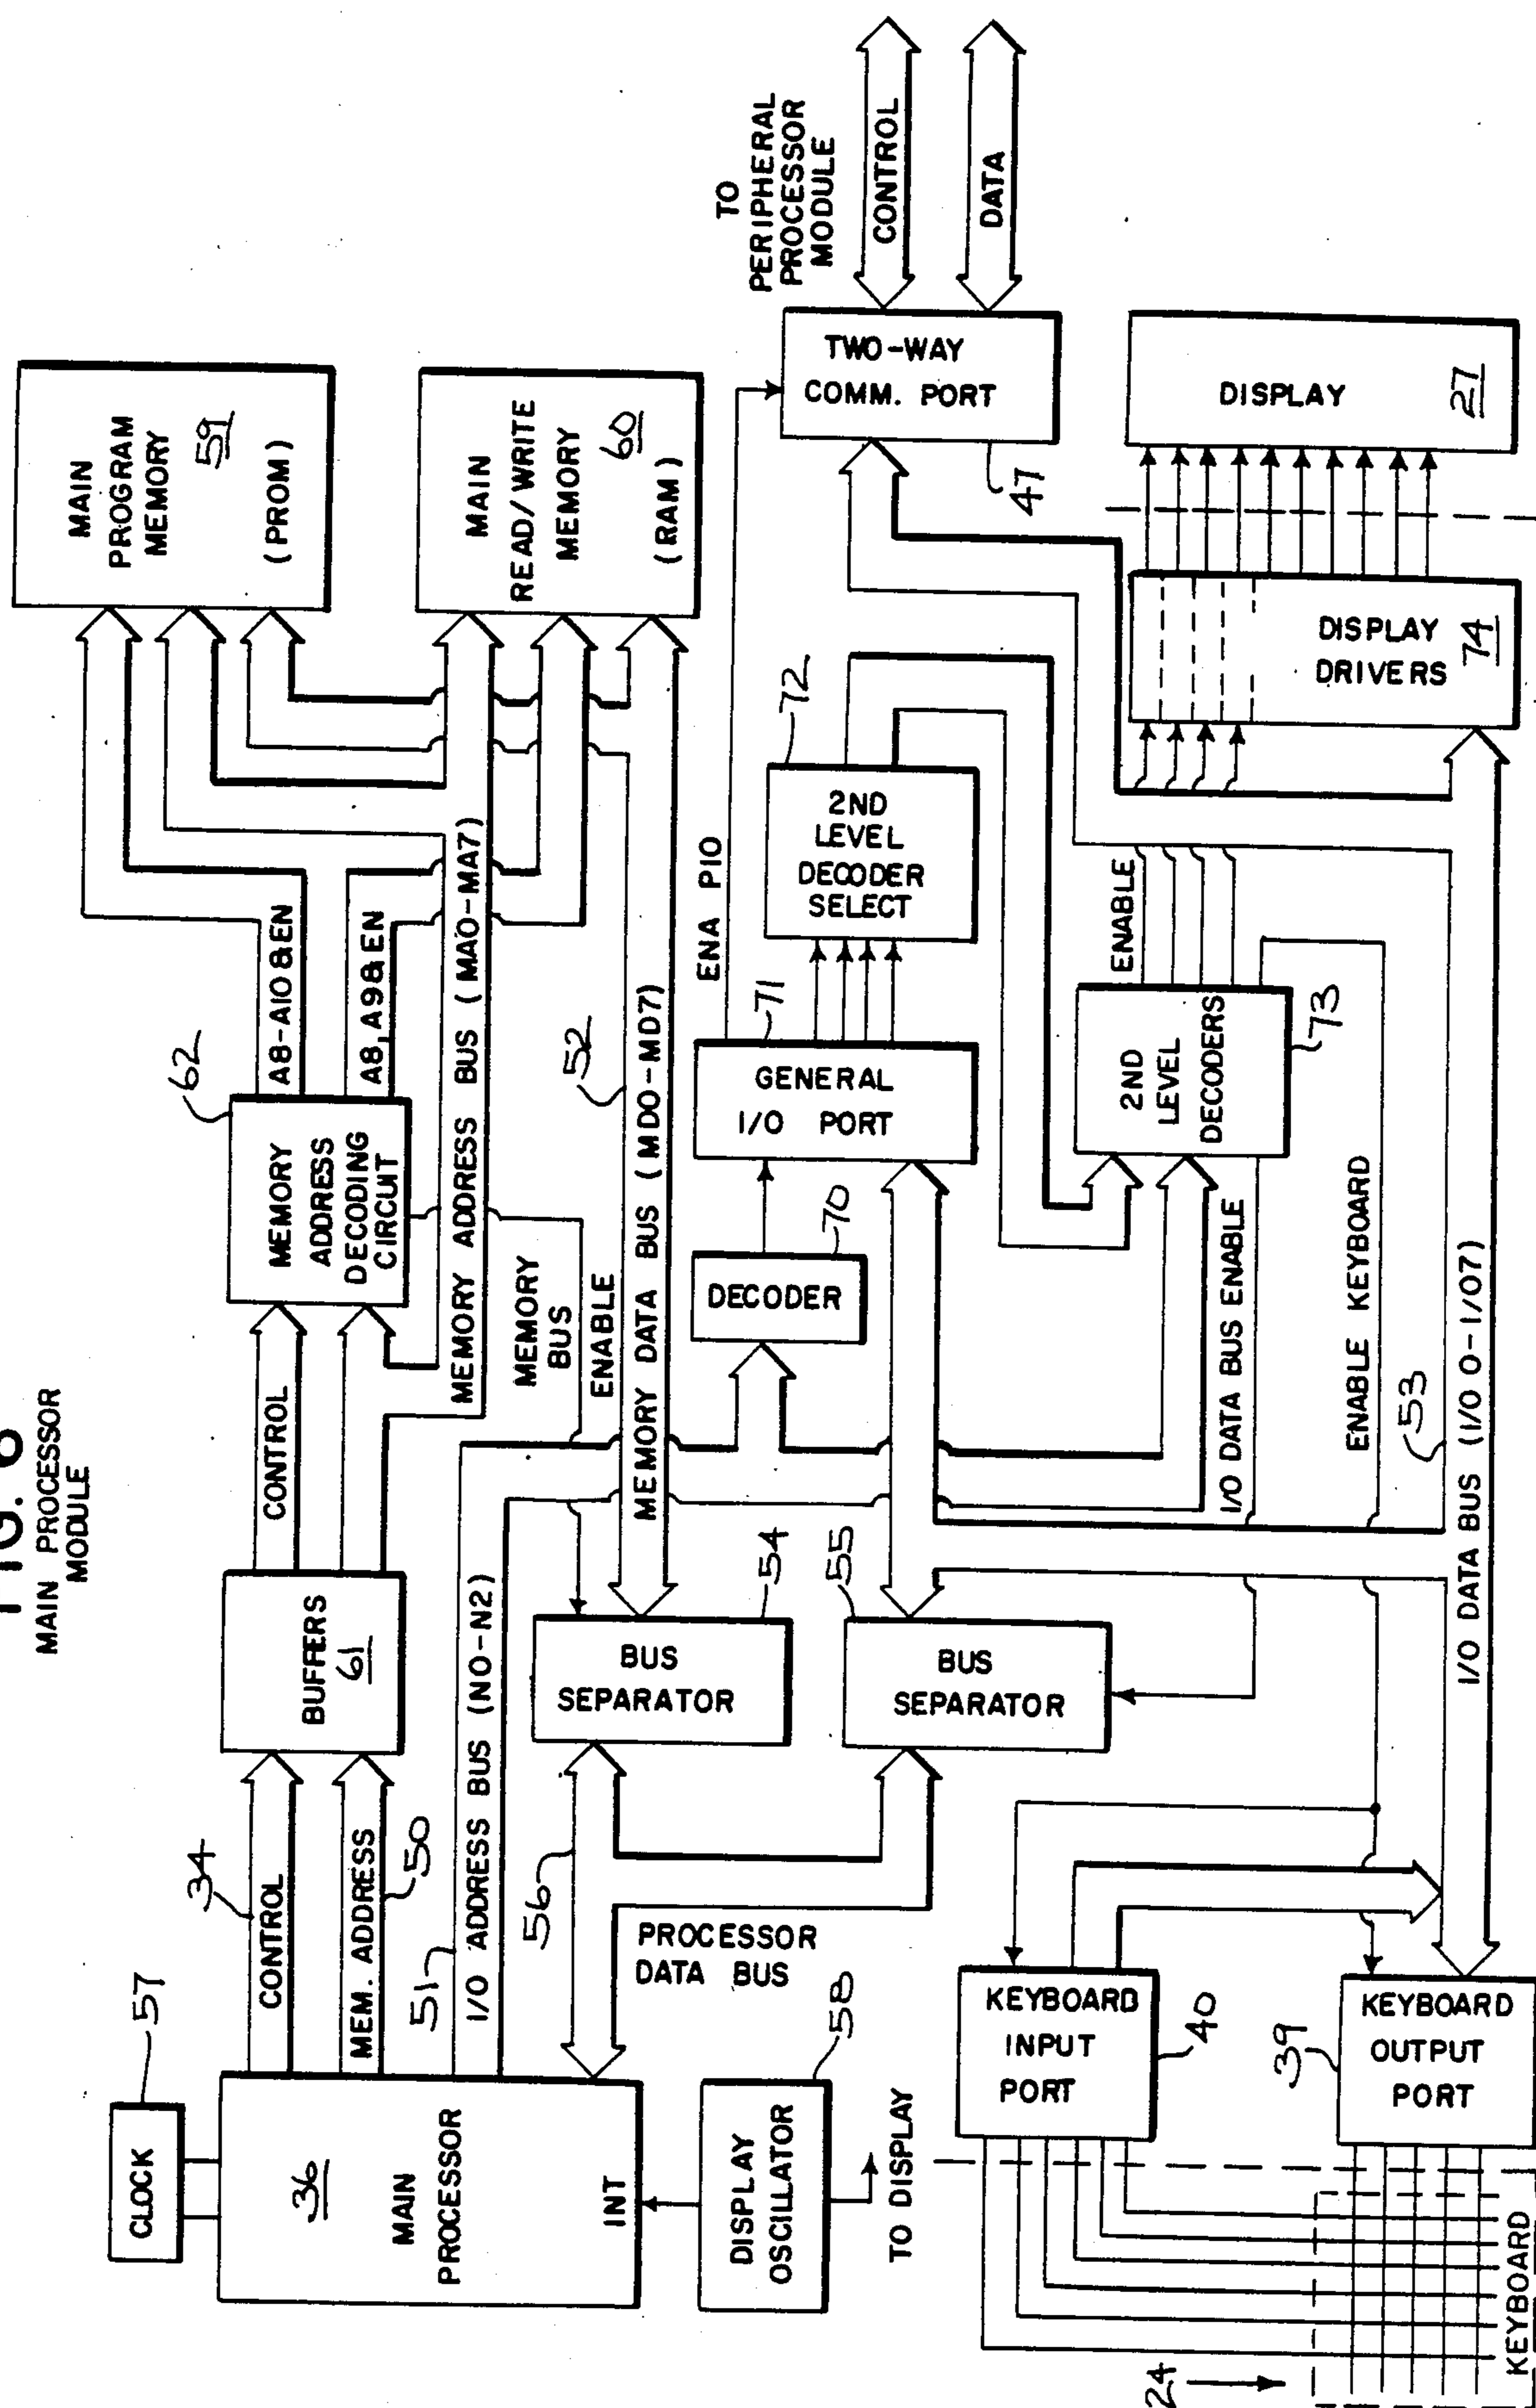 FIG. 6
MAIN PROCESSOR
MODULE
CLOCK
57
36
MAIN
PROCESSOR
INT
34
CONTROL
MEM. ADDRESS
50
BUFFERS
61
CONTROL
62
MEMORY
ADDRESS
DECODING
CIRCUIT
A8-A10 & EN
A8, A9 & EN
MAIN
PROGRAM
MEMORY
59
(PROM)
MAIN
READ/WRITE
MEMORY
60
(RAM)
MEMORY ADDRESS BUS (MA0-MA7)
51
I/O ADDRESS BUS (N0-N2)
MEMORY
BUS
ENABLE
52
MEMORY DATA BUS (MD0-MD7)
56
PROCESSOR
DATA BUS
BUS
SEPARATOR
54
BUS
SEPARATOR
55
DISPLAY
OSCILLATOR
58
TO DISPLAY
DECODER
70
GENERAL
I/O PORT
71
ENA PIO
2ND
LEVEL
DECODER
SELECT
72
TWO-WAY
COMM. PORT
47
TO
PERIPHERAL
PROCESSOR
MODULE
CONTROL
DATA
2ND
LEVEL
DECODERS
73
ENABLE
I/O DATA BUS ENABLE
ENABLE KEYBOARD
DISPLAY
DRIVERS
74
DISPLAY
27
53
I/O DATA BUS (I/O 0-I/O7)
KEYBOARD
INPUT
PORT
40
39
KEYBOARD
OUTPUT
PORT
24
KEYBOARD